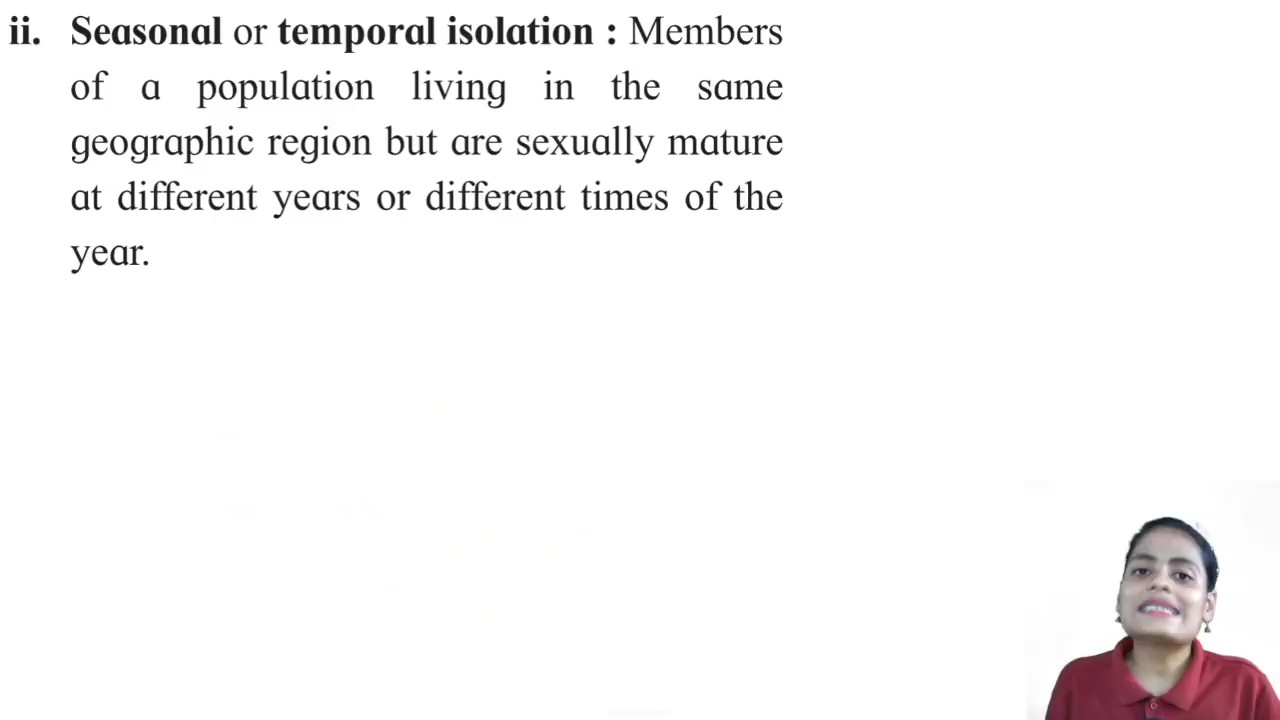 ii. Seasonal or temporal isolation : Members
of a population living in the same
geographic region but are sexually mature
at different years or different times of the
year.